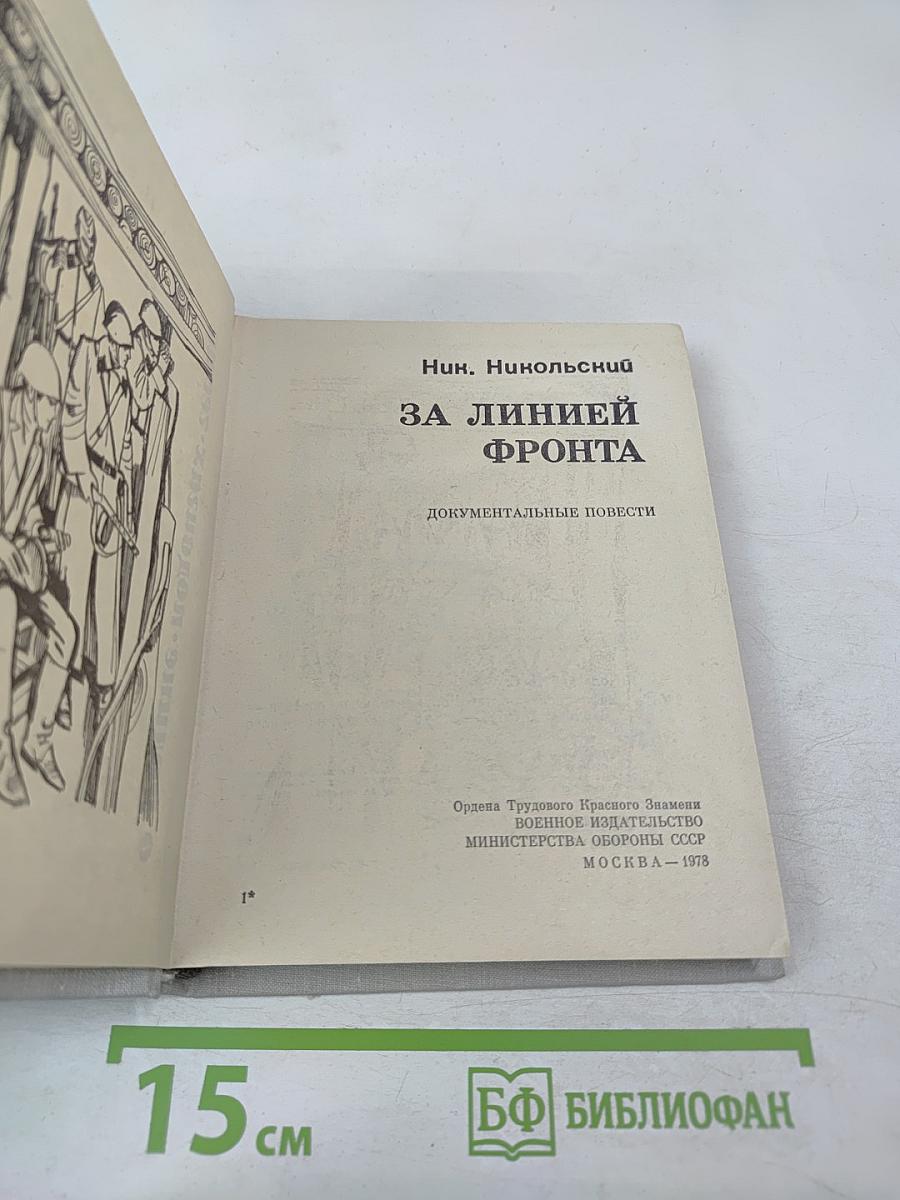 Ник. Никольский
ЗА ЛИНИЕЙ
ФРОНТА
ДОКУМЕНТАЛЬНЫЕ ПОВЕСТИ
Ордена Трудового Красного Знамени
ВОЕННОЕ ИЗДАТЕЛЬСТВО
МИНИСТЕРСТВА ОБОРОНЫ СССР
МОСКВА — 1978
1*
15 см
БФ БИБЛИОФАН